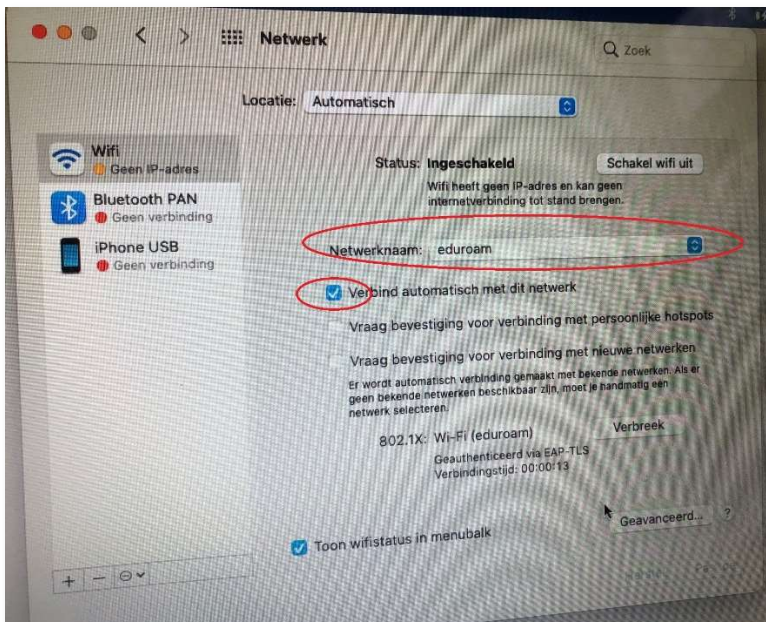 Netwerk
Zoek
Locatie: Automatisch
Wifi
Geen IP-adres
Bluetooth PAN
Geen verbinding
iPhone USB
Geen verbinding
Status: Ingeschakeld
Schakel wifi uit
Wifi heeft geen IP-adres en kan geen
internetverbinding tot stand brengen.
Netwerknaam: eduroam
Verbind automatisch met dit netwerk
Vraag bevestiging voor verbinding met persoonlijke hotspots
Vraag bevestiging voor verbinding met nieuwe netwerken
Er wordt automatisch verbinding gemaakt met bekende netwerken. Als er
geen bekende netwerken beschikbaar zijn, moet je handmatig een
netwerk selecteren.
802.1X: Wi-Fi (eduroam)
Verbreek
Geauthenticeerd via EAP-TLS
Verbindingstijd: 00:00:13
Toon wifistatus in menubalk
Geavanceerd... ?
+ −